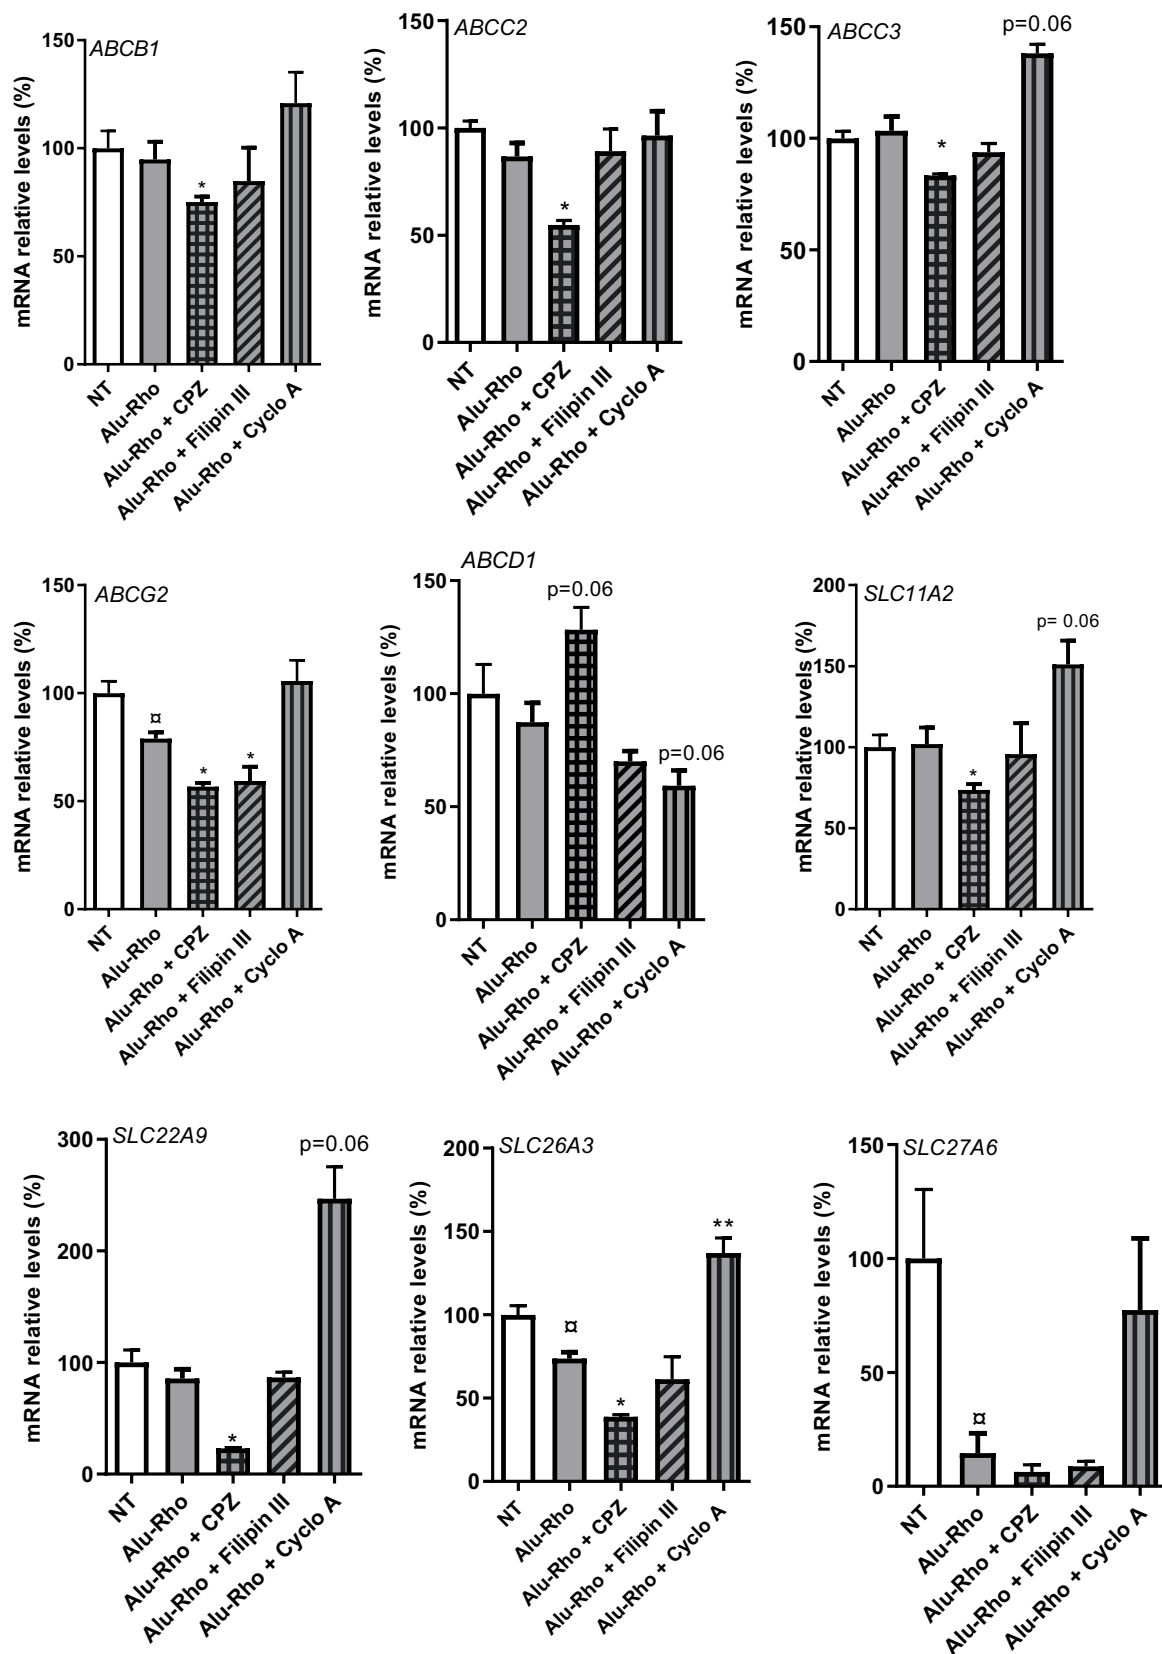 ABCB1
mRNA relative levels (%)
150
100
50
0
*
NT
Alu-Rho
Alu-Rho + CPZ
Alu-Rho + Filipin III
Alu-Rho + Cyclo A
ABCC2
mRNA relative levels (%)
150
100
50
0
*
NT
Alu-Rho
Alu-Rho + CPZ
Alu-Rho + Filipin III
Alu-Rho + Cyclo A
ABCC3
p=0.06
mRNA relative levels (%)
150
100
50
0
*
NT
Alu-Rho
Alu-Rho + CPZ
Alu-Rho + Filipin III
Alu-Rho + Cyclo A
ABCG2
mRNA relative levels (%)
150
100
50
0
¤
*
*
NT
Alu-Rho
Alu-Rho + CPZ
Alu-Rho + Filipin III
Alu-Rho + Cyclo A
ABCD1
p=0.06
p=0.06
mRNA relative levels (%)
150
100
50
0
NT
Alu-Rho
Alu-Rho + CPZ
Alu-Rho + Filipin III
Alu-Rho + Cyclo A
SLC11A2
p= 0.06
mRNA relative levels (%)
200
150
100
50
0
*
NT
Alu-Rho
Alu-Rho + CPZ
Alu-Rho + Filipin III
Alu-Rho + Cyclo A
SLC22A9
p=0.06
mRNA relative levels (%)
300
200
100
0
*
NT
Alu-Rho
Alu-Rho + CPZ
Alu-Rho + Filipin III
Alu-Rho + Cyclo A
SLC26A3
mRNA relative levels (%)
200
150
100
50
0
¤
*
**
NT
Alu-Rho
Alu-Rho + CPZ
Alu-Rho + Filipin III
Alu-Rho + Cyclo A
SLC27A6
mRNA relative levels (%)
150
100
50
0
¤
NT
Alu-Rho
Alu-Rho + CPZ
Alu-Rho + Filipin III
Alu-Rho + Cyclo A